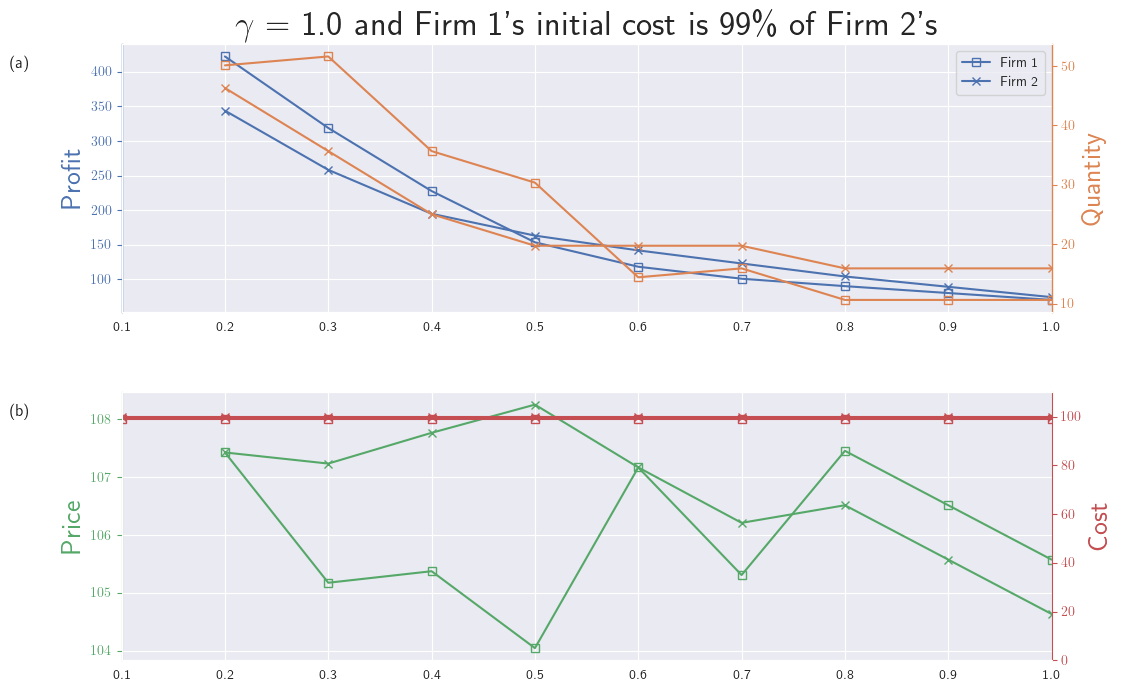 γ = 1.0 and Firm 1's initial cost is 99% of Firm 2's
(a)
Profit
400
350
300
250
200
150
100
Firm 1
Firm 2
50
40
30
20
10
Quantity
0.1 0.2 0.3 0.4 0.5 0.6 0.7 0.8 0.9 1.0
(b)
Price
108
107
106
105
104
100
80
60
40
20
0
Cost
0.1 0.2 0.3 0.4 0.5 0.6 0.7 0.8 0.9 1.0